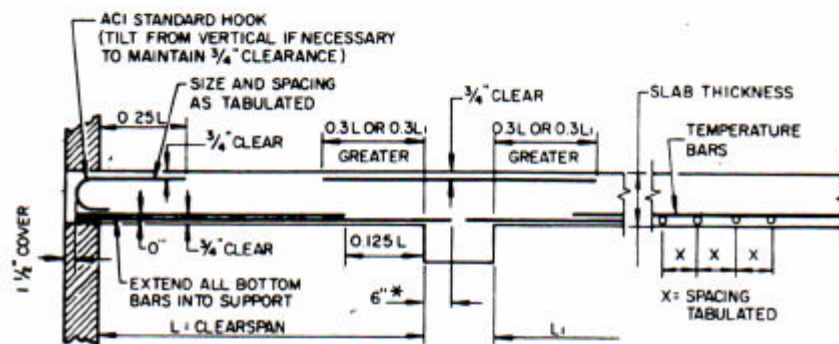 ACI STANDARD HOOK
(TILT FROM VERTICAL IF NECESSARY
TO MAINTAIN 3/4" CLEARANCE)
SIZE AND SPACING
AS TABULATED
0.25L
3/4" CLEAR
3/4" CLEAR
0.3L OR 0.3L₁
GREATER
0.3L OR 0.3L₁
GREATER
SLAB THICKNESS
TEMPERATURE
BARS
1 1/2" COVER
0"
3/4" CLEAR
0.125 L
EXTEND ALL BOTTOM
BARS INTO SUPPORT
6"*
X
X
X
X = SPACING
TABULATED
L = CLEARSPAN
L₁